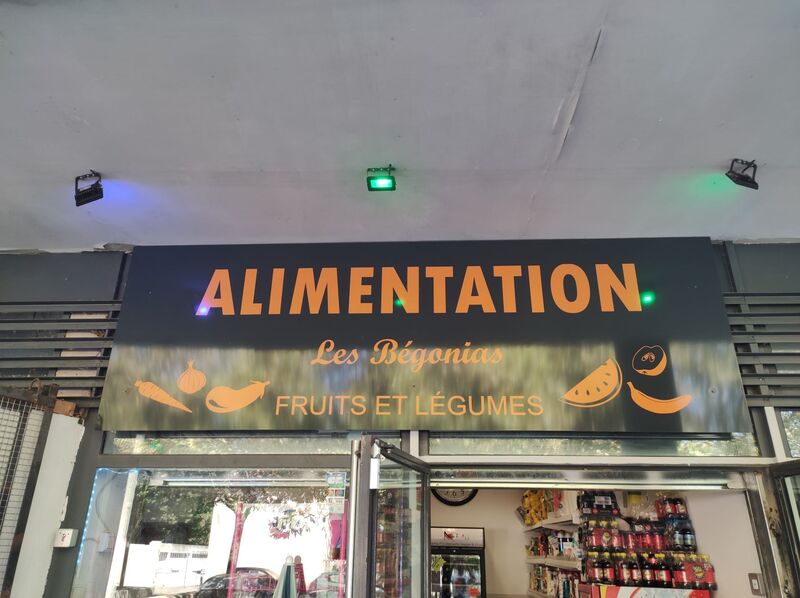 ALIMENTATION
Les Bégonias
FRUITS ET LÉGUMES